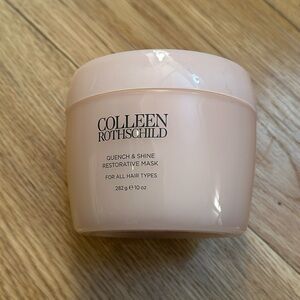 COLLEEN
ROTHSCHILD
QUENCH & SHINE
RESTORATIVE MASK
FOR ALL HAIR TYPES
282 g e 10 oz